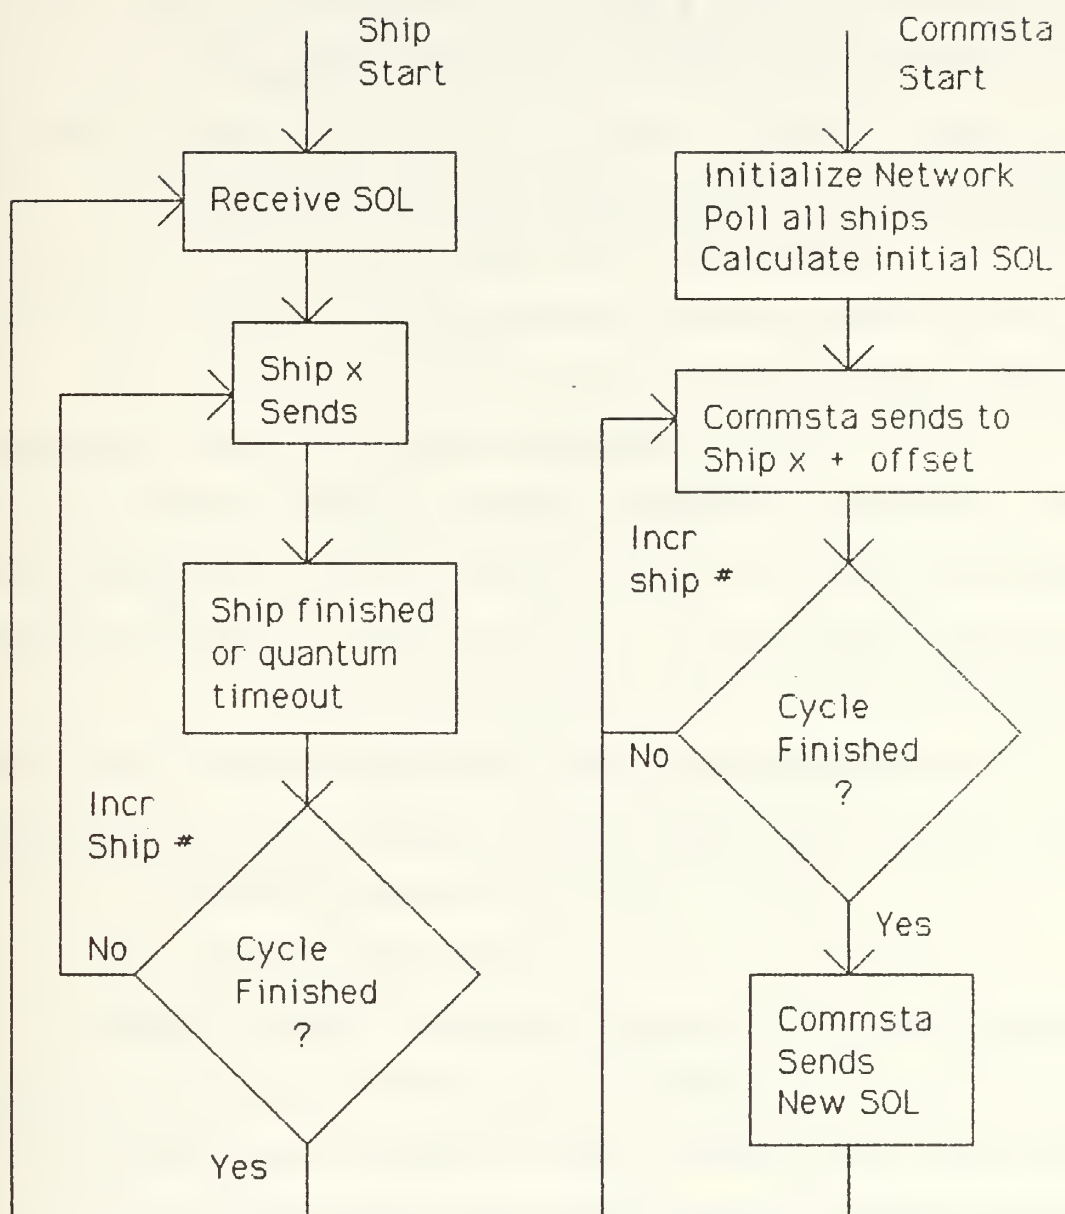 Ship
Start
Receive SOL
Ship x
Sends
Ship finished
or quantum
timeout
Incr
Ship #
No
Cycle
Finished
?
Yes
Commsta
Start
Initialize Network
Poll all ships
Calculate initial SOL
Commsta sends to
Ship x + offset
Incr
ship #
No
Cycle
Finished
?
Yes
Commsta
Sends
New SOL